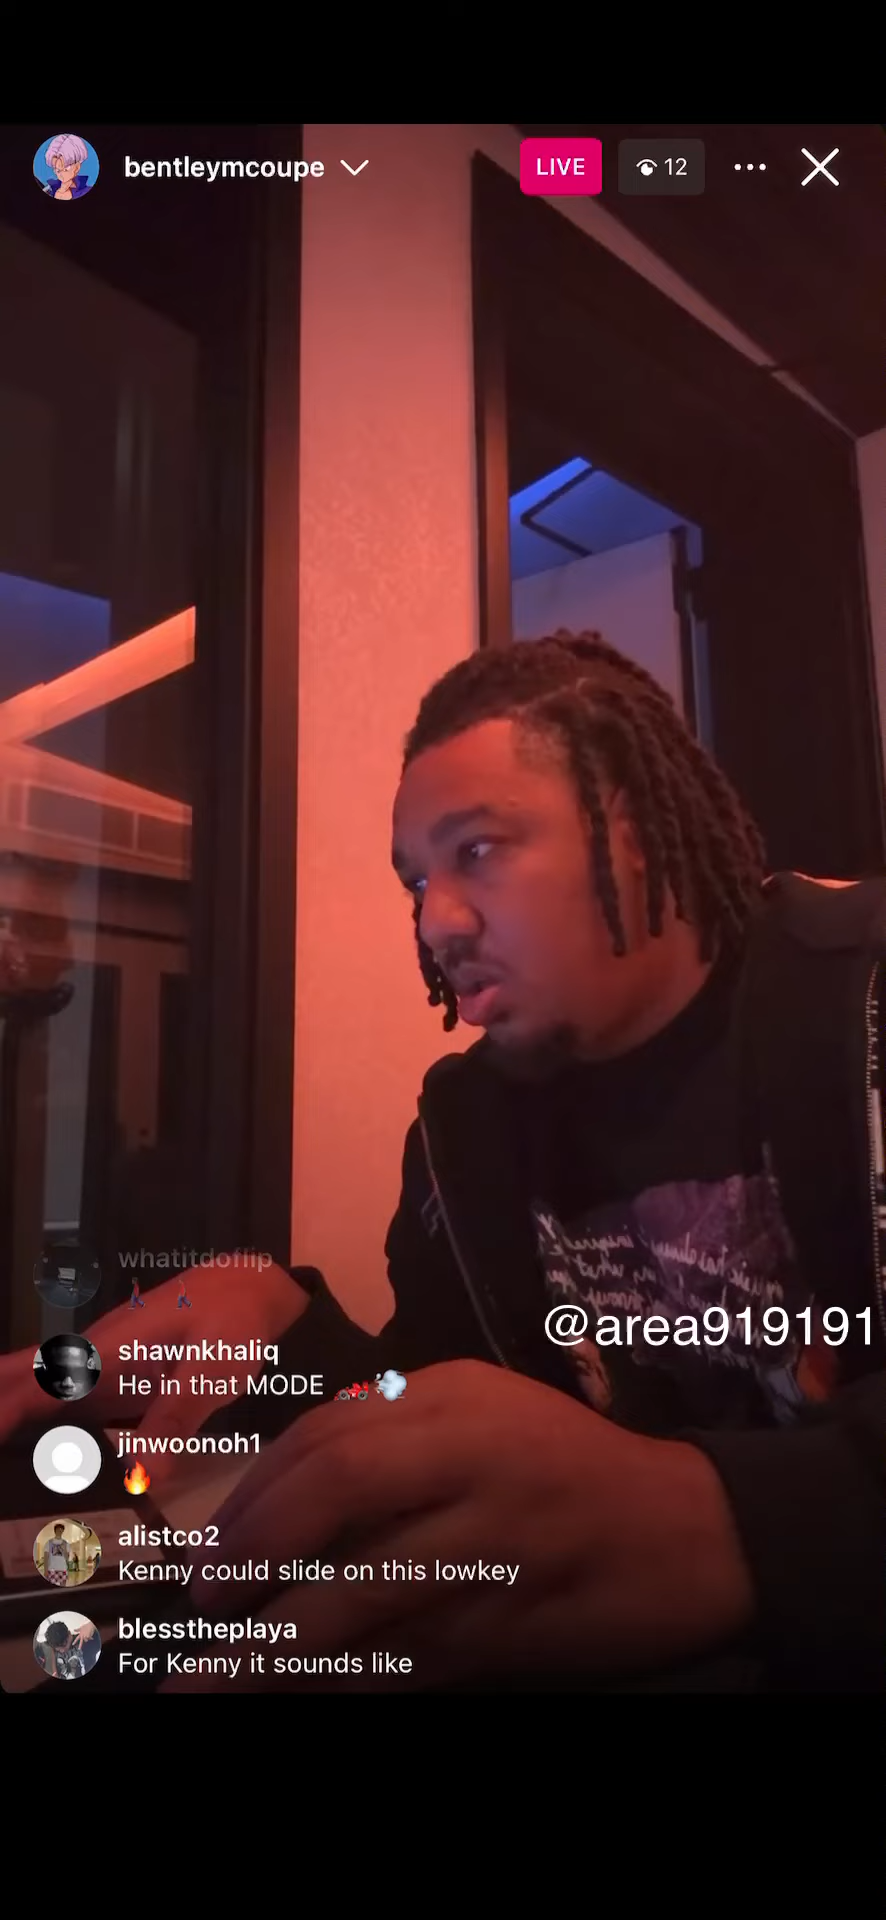 bentleymcoupe
LIVE
12
whatitdoflip
🚶🏿 🚶🏻
@area919191
shawnkhaliq
He in that MODE 🏎️💨
jinwoonoh1
🔥
alistco2
Kenny could slide on this lowkey
blesstheplaya
For Kenny it sounds like